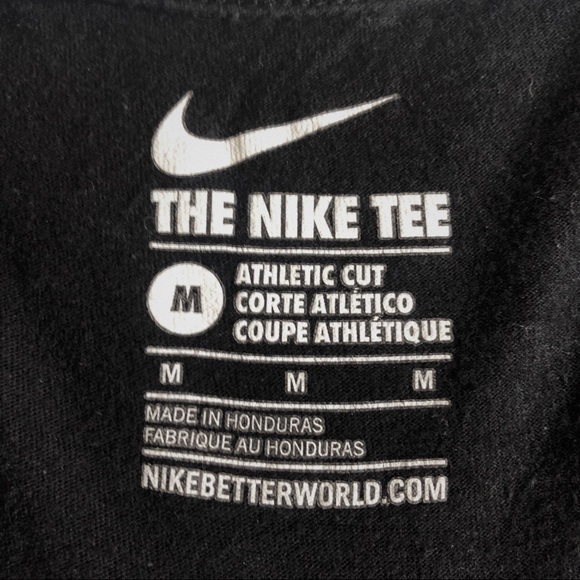 THE NIKE TEE
M
ATHLETIC CUT
CORTE ATLÉTICO
COUPE ATHLÉTIQUE
M M M
MADE IN HONDURAS
FABRIQUE AU HONDURAS
NIKEBETTERWORLD.COM